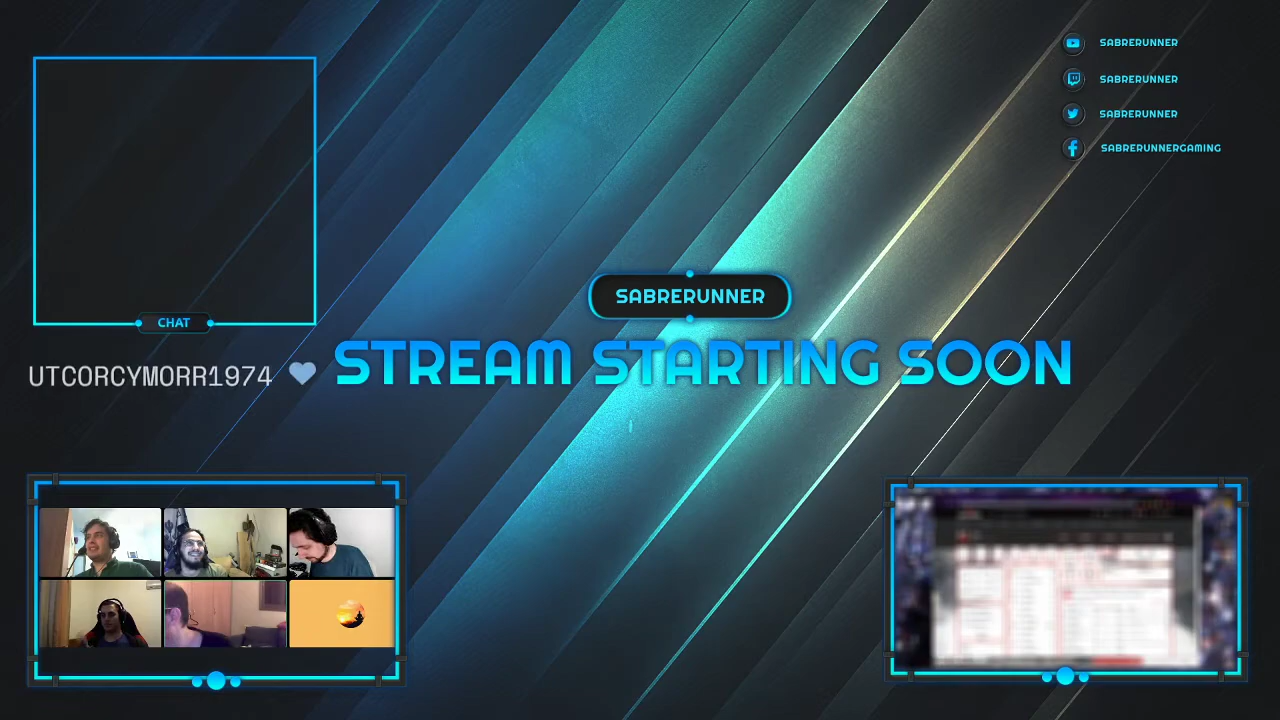 SABRERUNNER
SABRERUNNER
SABRERUNNER
SABRERUNNERGAMING
SABRERUNNER
CHAT
STREAM STARTING SOON
UTCORCYMORR1974